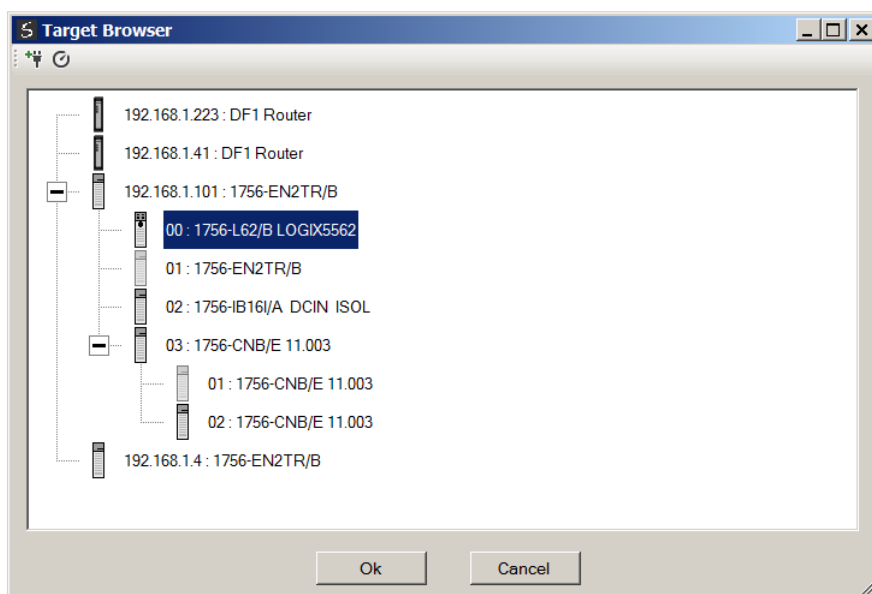 Target Browser
192.168.1.223 : DF1 Router
192.168.1.41 : DF1 Router
192.168.1.101 : 1756-EN2TR/B
00 : 1756-L62/B LOGIX5562
01 : 1756-EN2TR/B
02 : 1756-IB16I/A DCIN ISOL
03 : 1756-CNB/E 11.003
01 : 1756-CNB/E 11.003
02 : 1756-CNB/E 11.003
192.168.1.4 : 1756-EN2TR/B
Ok Cancel